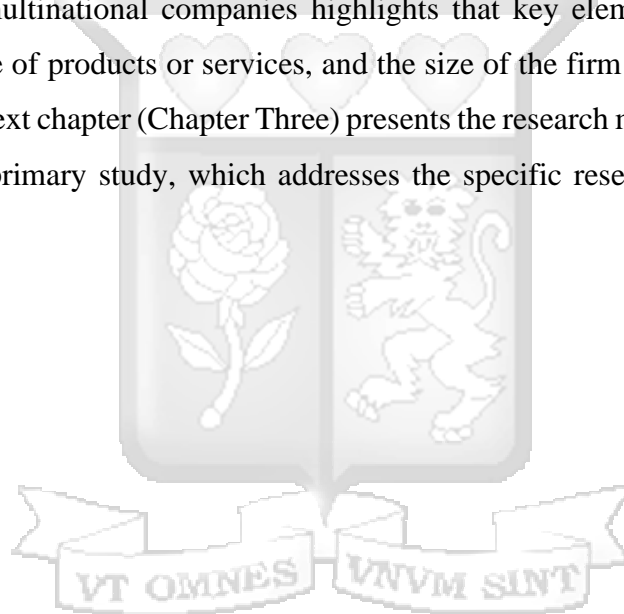 multinational companies highlights that key elem
e of products or services, and the size of the firm
ext chapter (Chapter Three) presents the research m
primary study, which addresses the specific rese
VT OMNES VNVM SINT